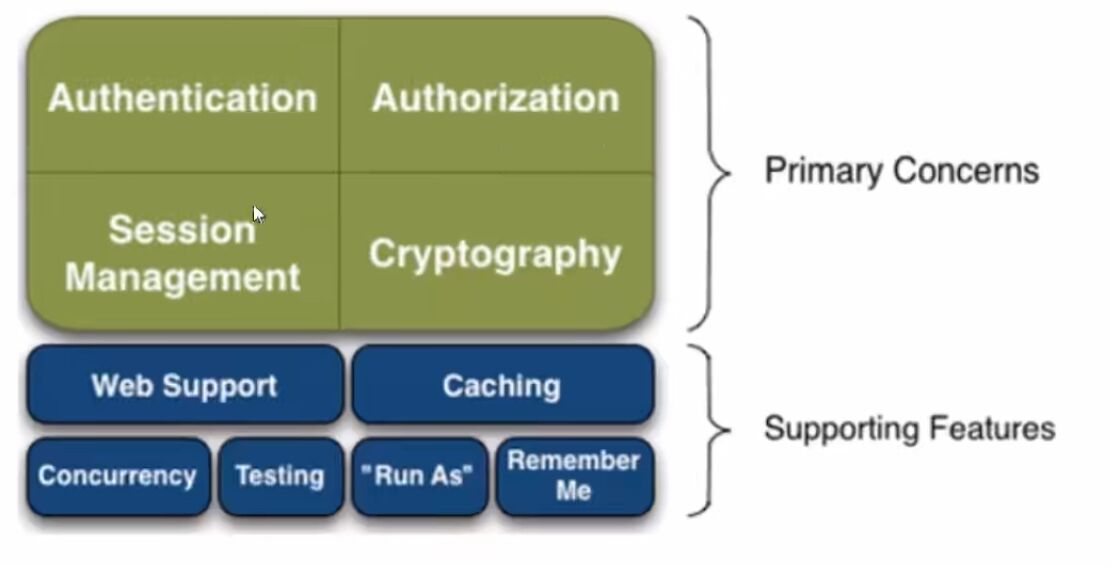 Authentication
Authorization
Session
Management
Cryptography
Primary Concerns
Web Support
Caching
Concurrency
Testing
"Run As"
Remember
Me
Supporting Features